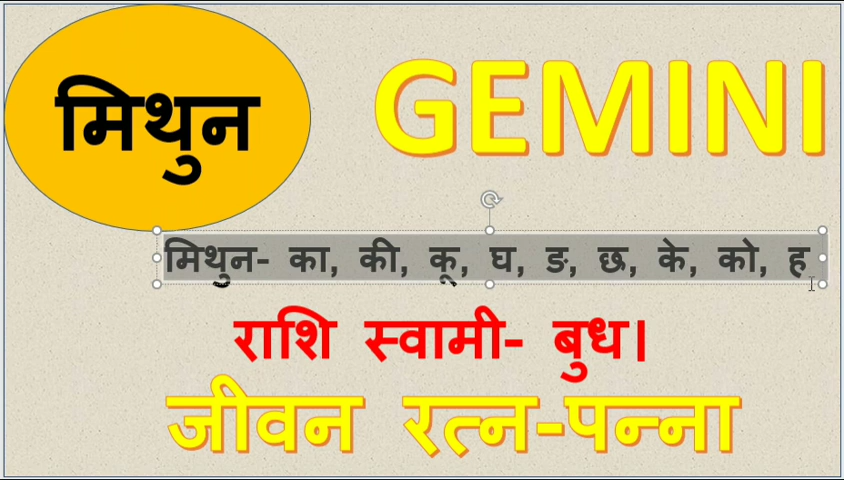 मिथुन
GEMINI
मिथुन- का, की, कू, घ, ङ, छ, के, को, ह
राशि स्वामी- बुध।
जीवन रत्न-पन्ना